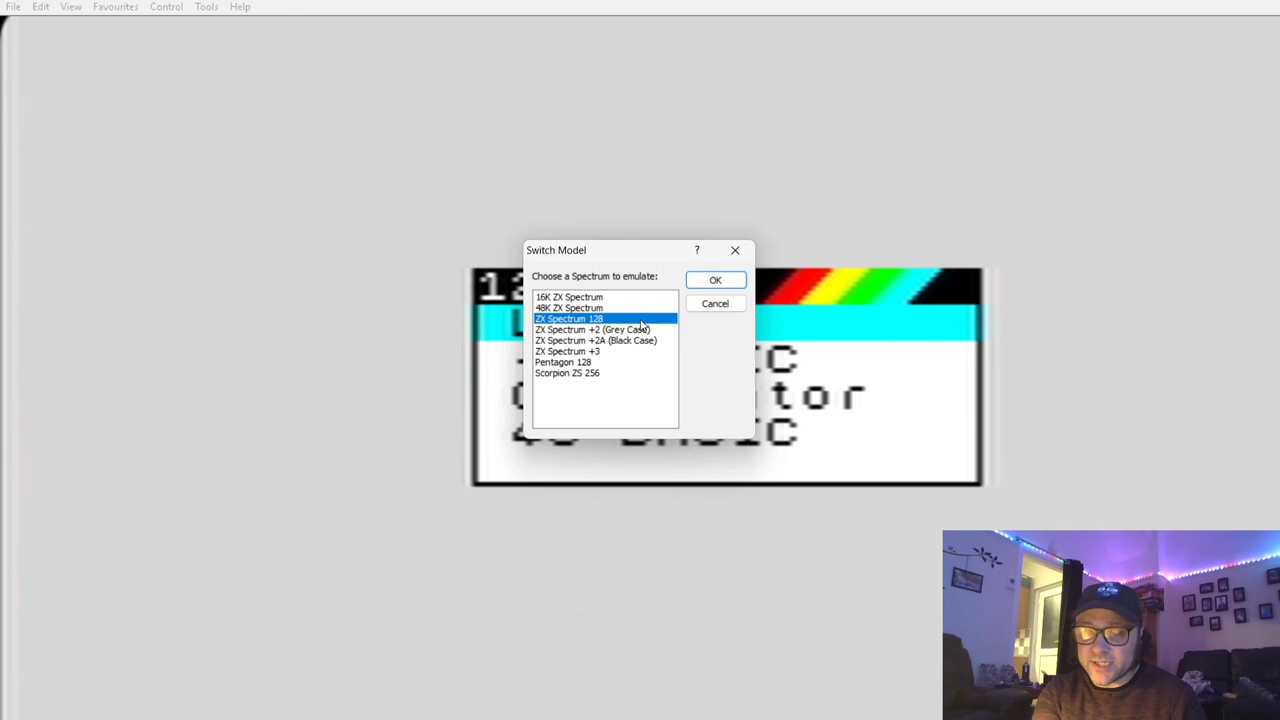 File Edit View Favourites Control Tools Help
Switch Model
?
Choose a Spectrum to emulate:
OK
16K ZX Spectrum
48K ZX Spectrum
Cancel
ZX Spectrum 128
ZX Spectrum +2 (Grey Case)
ZX Spectrum +2A (Black Case)
ZX Spectrum +3
Pentagon 128
Scorpion ZS 256